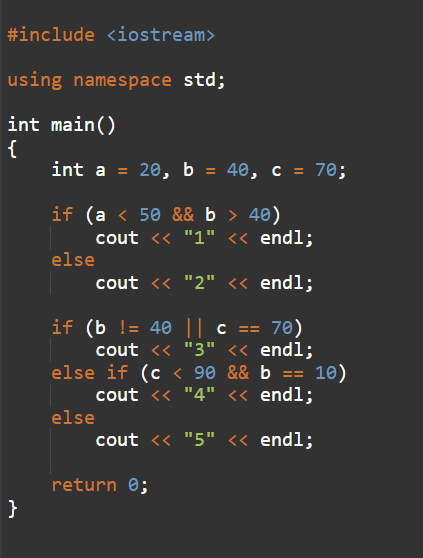 #include <iostream>
using namespace std;
int main()
{
    int a = 20, b = 40, c = 70;
    if (a < 50 && b > 40)
        cout << "1" << endl;
    else
        cout << "2" << endl;
    if (b != 40 || c == 70)
        cout << "3" << endl;
    else if (c < 90 && b == 10)
        cout << "4" << endl;
    else
        cout << "5" << endl;
    return 0;
}